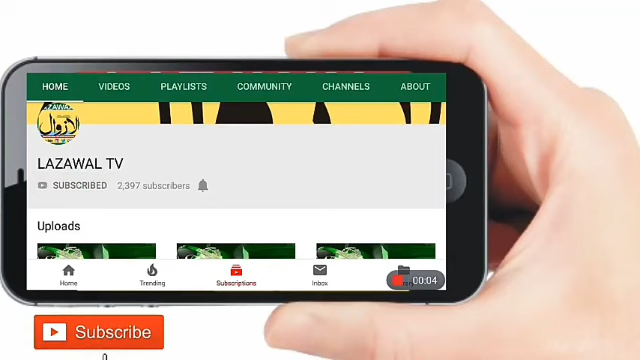 HOME VIDEOS PLAYLISTS COMMUNITY CHANNELS ABOUT
لازوال
LAZAWAL TV
SUBSCRIBED 2,397 subscribers
Uploads
Home Trending Subscriptions Inbox
00:04
Subscribe